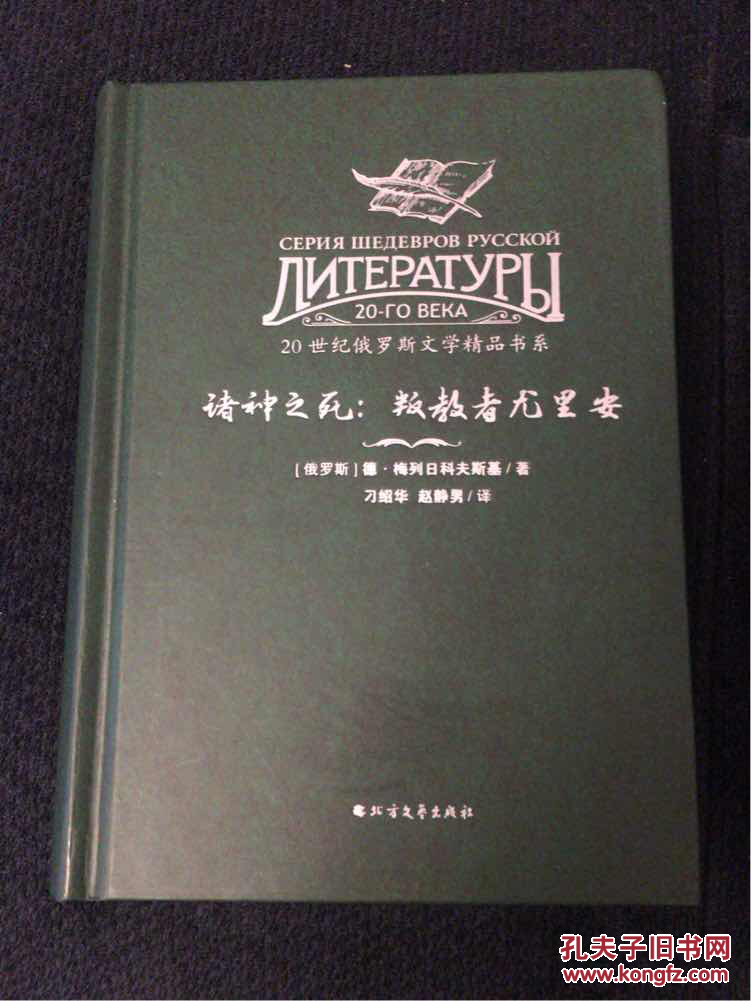 СЕРИЯ ШЕДЕВРОВ РУССКОЙ
ЛИТЕРАТУРЫ
20-ГО ВЕКА
20世纪俄罗斯文学精品书系
诸神之死：叛教者尤里安
[俄罗斯]德·梅列日科夫斯基/著
刁绍华 赵静男/译
北方文艺出版社
孔夫子旧书网
www.kongfz.com